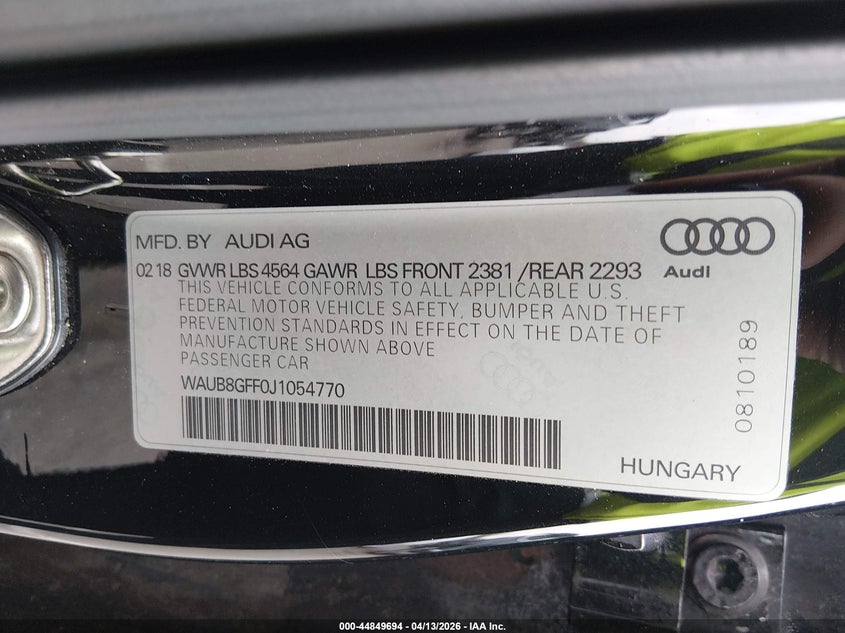 MFD. BY AUDI AG
Audi
02 18 GVWR LBS 4564 GAWR LBS FRONT 2381 /REAR 2293
THIS VEHICLE CONFORMS TO ALL APPLICABLE U.S.
FEDERAL MOTOR VEHICLE SAFETY, BUMPER AND THEFT
PREVENTION STANDARDS IN EFFECT ON THE DATE OF
MANUFACTURE SHOWN ABOVE
PASSENGER CAR
WAUB8GFF0J1054770
0810189
HUNGARY
000-44849694 - 04/13/2026 - IAA Inc.